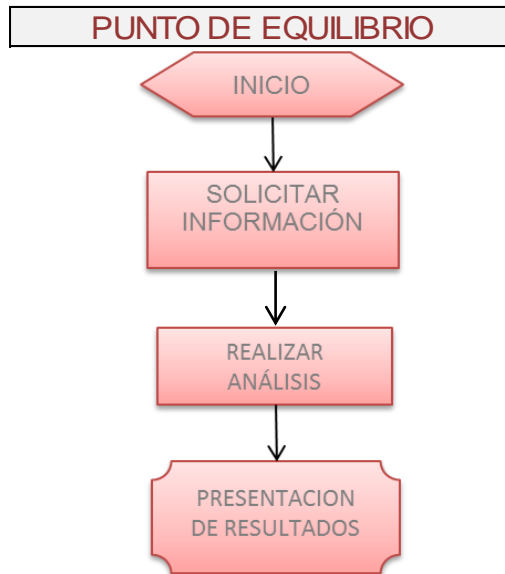 PUNTO DE EQUILIBRIO
INICIO
SOLICITAR
INFORMACIÓN
REALIZAR
ANÁLISIS
PRESENTACION
DE RESULTADOS